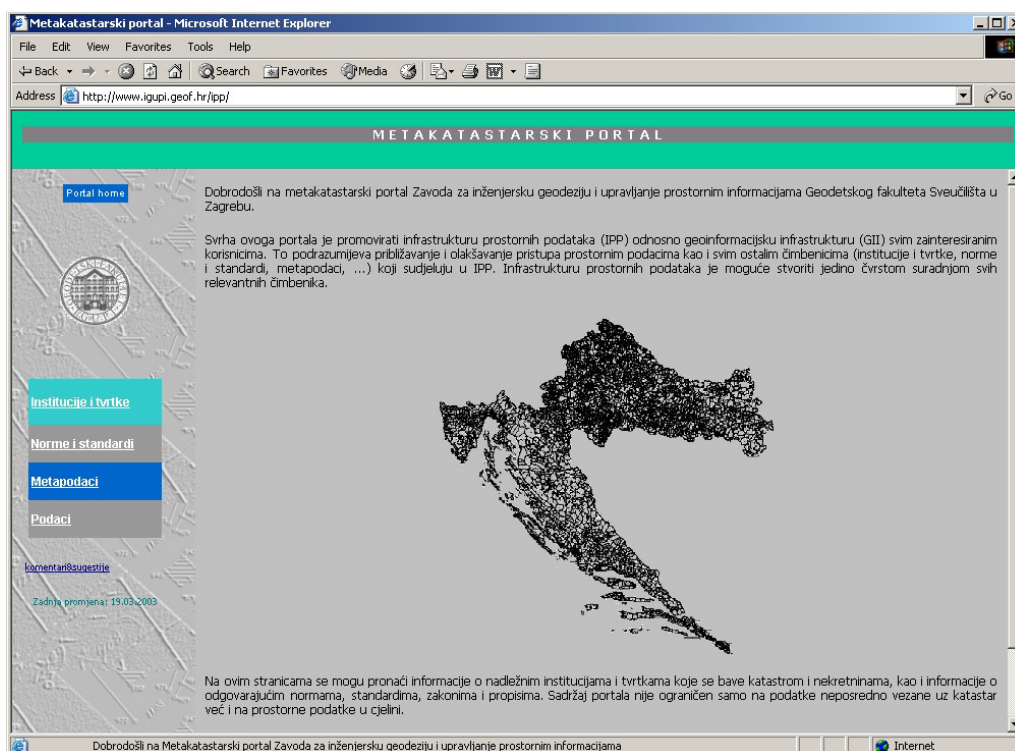 Metakatastarski portal - Microsoft Internet Explorer
File Edit View Favorites Tools Help
Back Search Favorites Media
Address http://www.igupi.geof.hr/ipp/ Go
METAKATASTARSKI PORTAL
Portal home
Dobrodošli na metakatastarski portal Zavoda za inženjersku geodeziju i upravljanje prostornim informacijama Geodetskog fakulteta Sveučilišta u
Zagrebu.
Svrha ovoga portala je promovirati infrastrukturu prostornih podataka (IPP) odnosno geoinformacijsku infrastrukturu (GII) svim zainteresiranim
korisnicima. To podrazumijeva približavanje i olakšavanje pristupa prostornim podacima kao i svim ostalim čimbenicima (institucije i tvrtke, norme
i standardi, metapodaci, ...) koji sudjeluju u IPP. Infrastrukturu prostornih podataka je moguće stvoriti jedino čvrstom suradnjom svih
relevantnih čimbenika.
Institucije i tvrtke
Norme i standardi
Metapodaci
Podaci
komentari&sugestije
Zadnja promjena: 19.03.2003
Na ovim stranicama se mogu pronaći informacije o nadležnim institucijama i tvrtkama koje se bave katastrom i nekretninama, kao i informacije o
odgovarajućim normama, standardima, zakonima i propisima. Sadržaj portala nije ograničen samo na podatke neposredno vezane uz katastar
već i na prostorne podatke u cjelini.
Dobrodošli na Metakatastarski portal Zavoda za inženjersku geodeziju i upravljanje prostornim informacijama
Internet